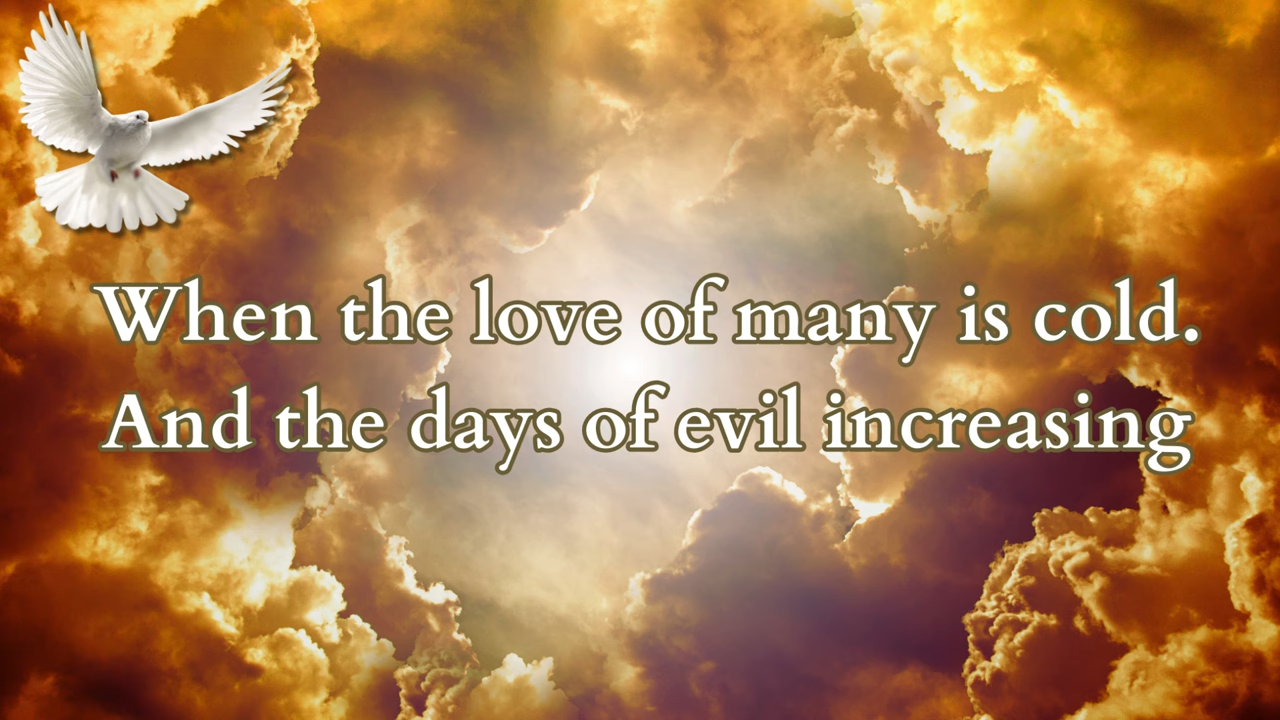 When the love of many is cold.
And the days of evil increasing